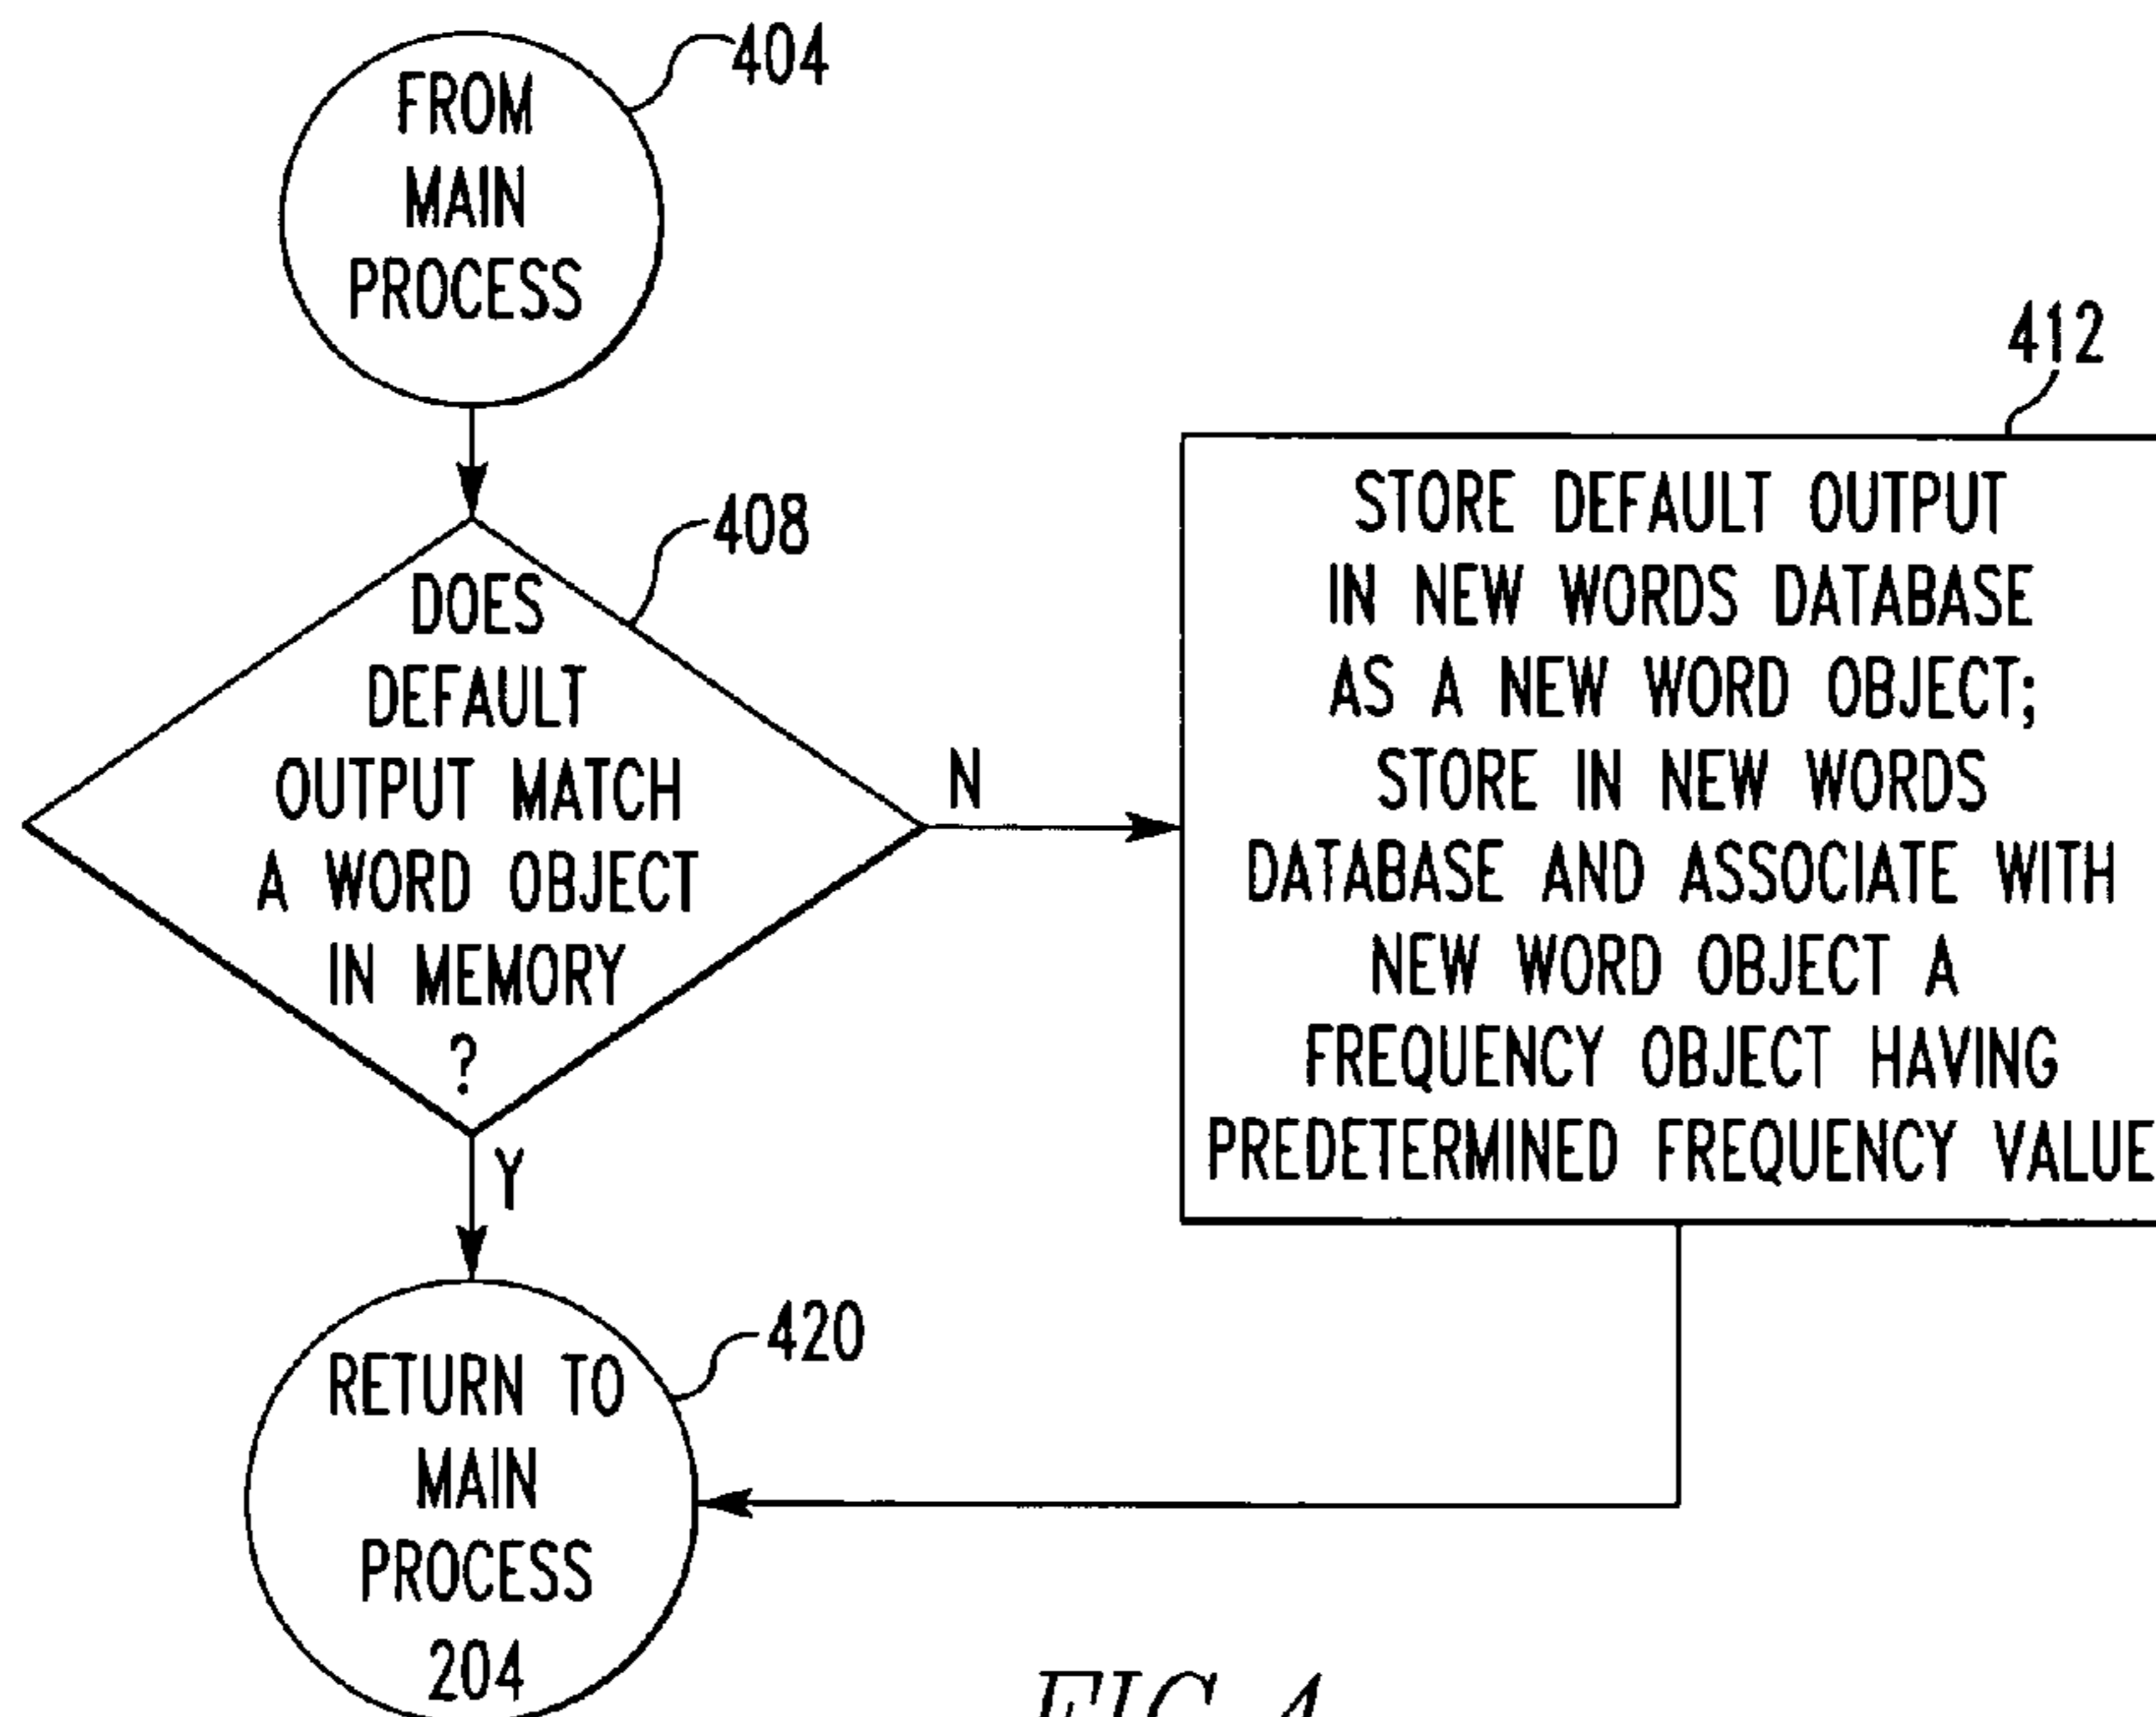 404
FROM
MAIN
PROCESS
408
DOES
DEFAULT
OUTPUT MATCH
A WORD OBJECT
IN MEMORY
?
N
Y
412
STORE DEFAULT OUTPUT
IN NEW WORDS DATABASE
AS A NEW WORD OBJECT;
STORE IN NEW WORDS
DATABASE AND ASSOCIATE WITH
NEW WORD OBJECT A
FREQUENCY OBJECT HAVING
PREDETERMINED FREQUENCY VALUE
420
RETURN TO
MAIN
PROCESS
204
FIG. 4